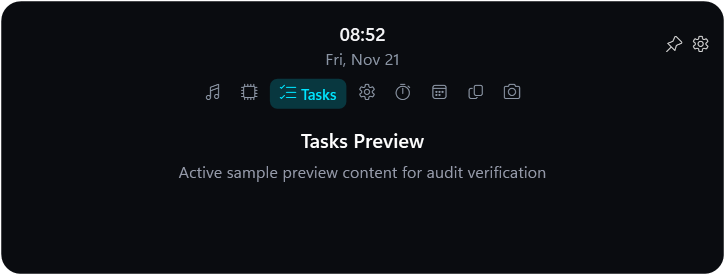 08:52
Fri, Nov 21
Tasks
Tasks Preview
Active sample preview content for audit verification